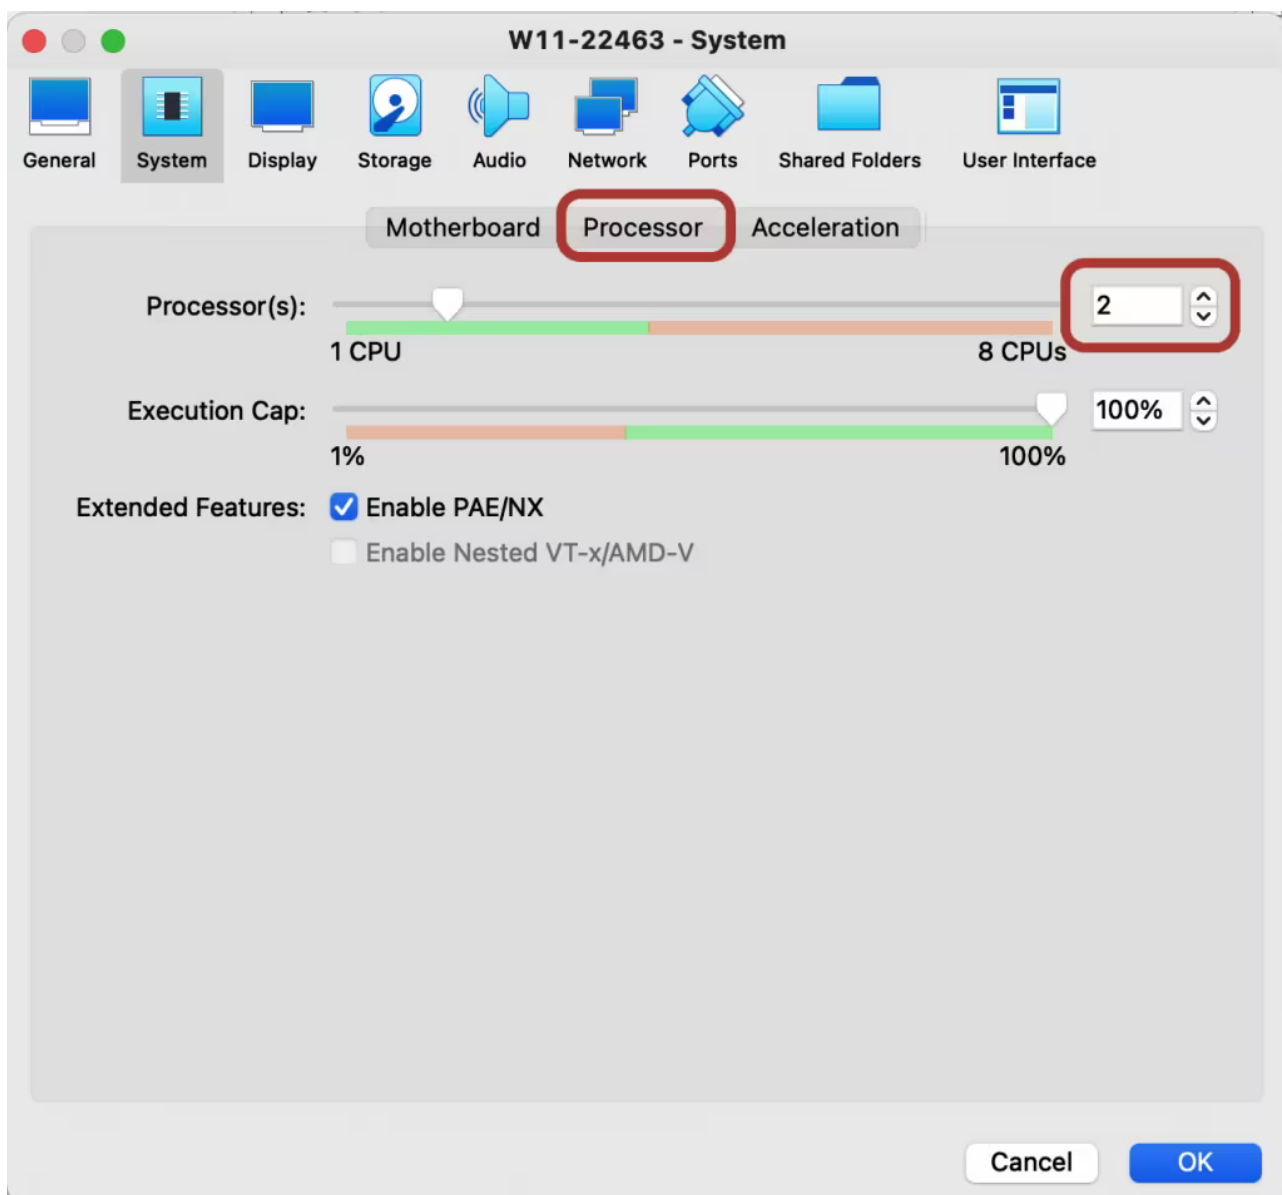 W11-22463 - System
General System Display Storage Audio Network Ports Shared Folders User Interface
Motherboard Processor Acceleration
Processor(s): 2
1 CPU 8 CPUs
Execution Cap: 100%
1% 100%
Extended Features: Enable PAE/NX
Enable Nested VT-x/AMD-V
Cancel OK